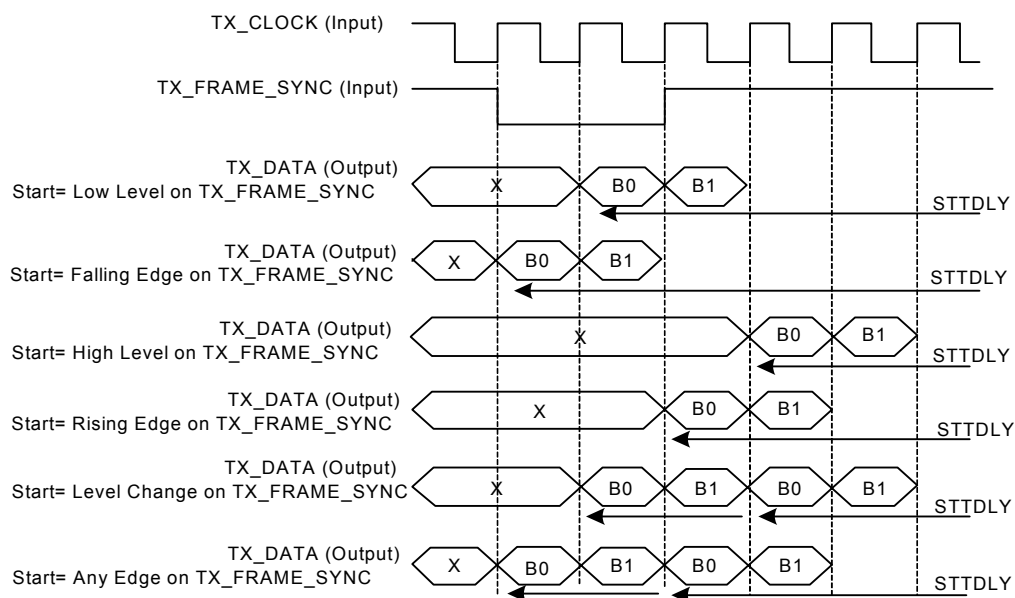 TX_CLOCK (Input)
TX_FRAME_SYNC (Input)
TX_DATA (Output)
Start= Low Level on TX_FRAME_SYNC
X B0 B1
STTDLY
TX_DATA (Output)
Start= Falling Edge on TX_FRAME_SYNC
X B0 B1
STTDLY
TX_DATA (Output)
Start= High Level on TX_FRAME_SYNC
X B0 B1
STTDLY
TX_DATA (Output)
Start= Rising Edge on TX_FRAME_SYNC
X B0 B1
STTDLY
TX_DATA (Output)
Start= Level Change on TX_FRAME_SYNC
X B0 B1 B0 B1
STTDLY
TX_DATA (Output)
Start= Any Edge on TX_FRAME_SYNC
X B0 B1 B0 B1
STTDLY